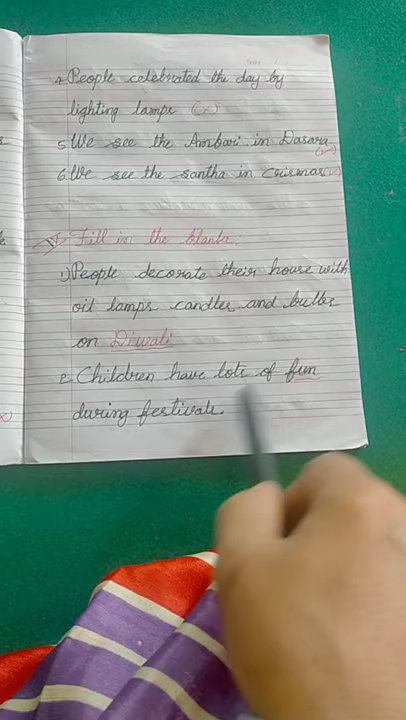 4. People celebrated the day by
lighting lamps (x)
5. We see the Ambari in Dasara
(✓)
6. We see the santha in Crismas (✓)
I Fill in the blanks:
1) People decorate their house with
oil lamps candles and bulbs
on Diwali
2. Children have lots of fun
during festivals.
x)